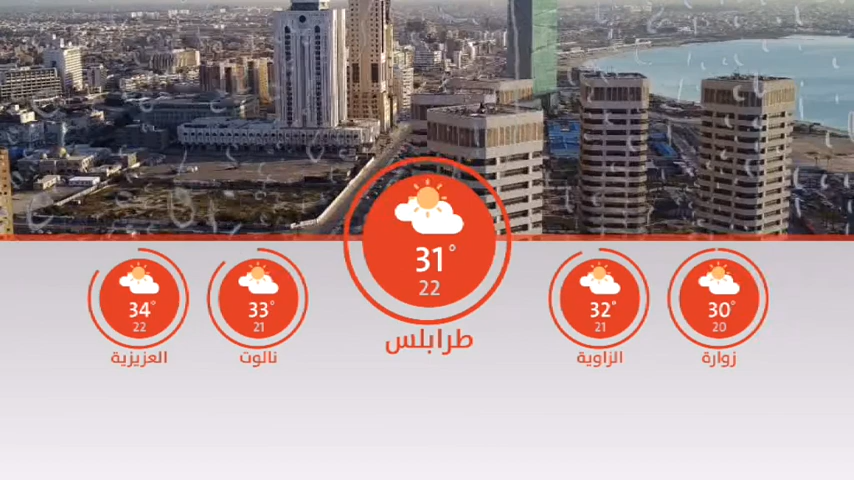 31°
22
طرابلس
30°
20
زوارة
32°
21
الزاوية
33°
21
نالوت
34°
22
العزيزية